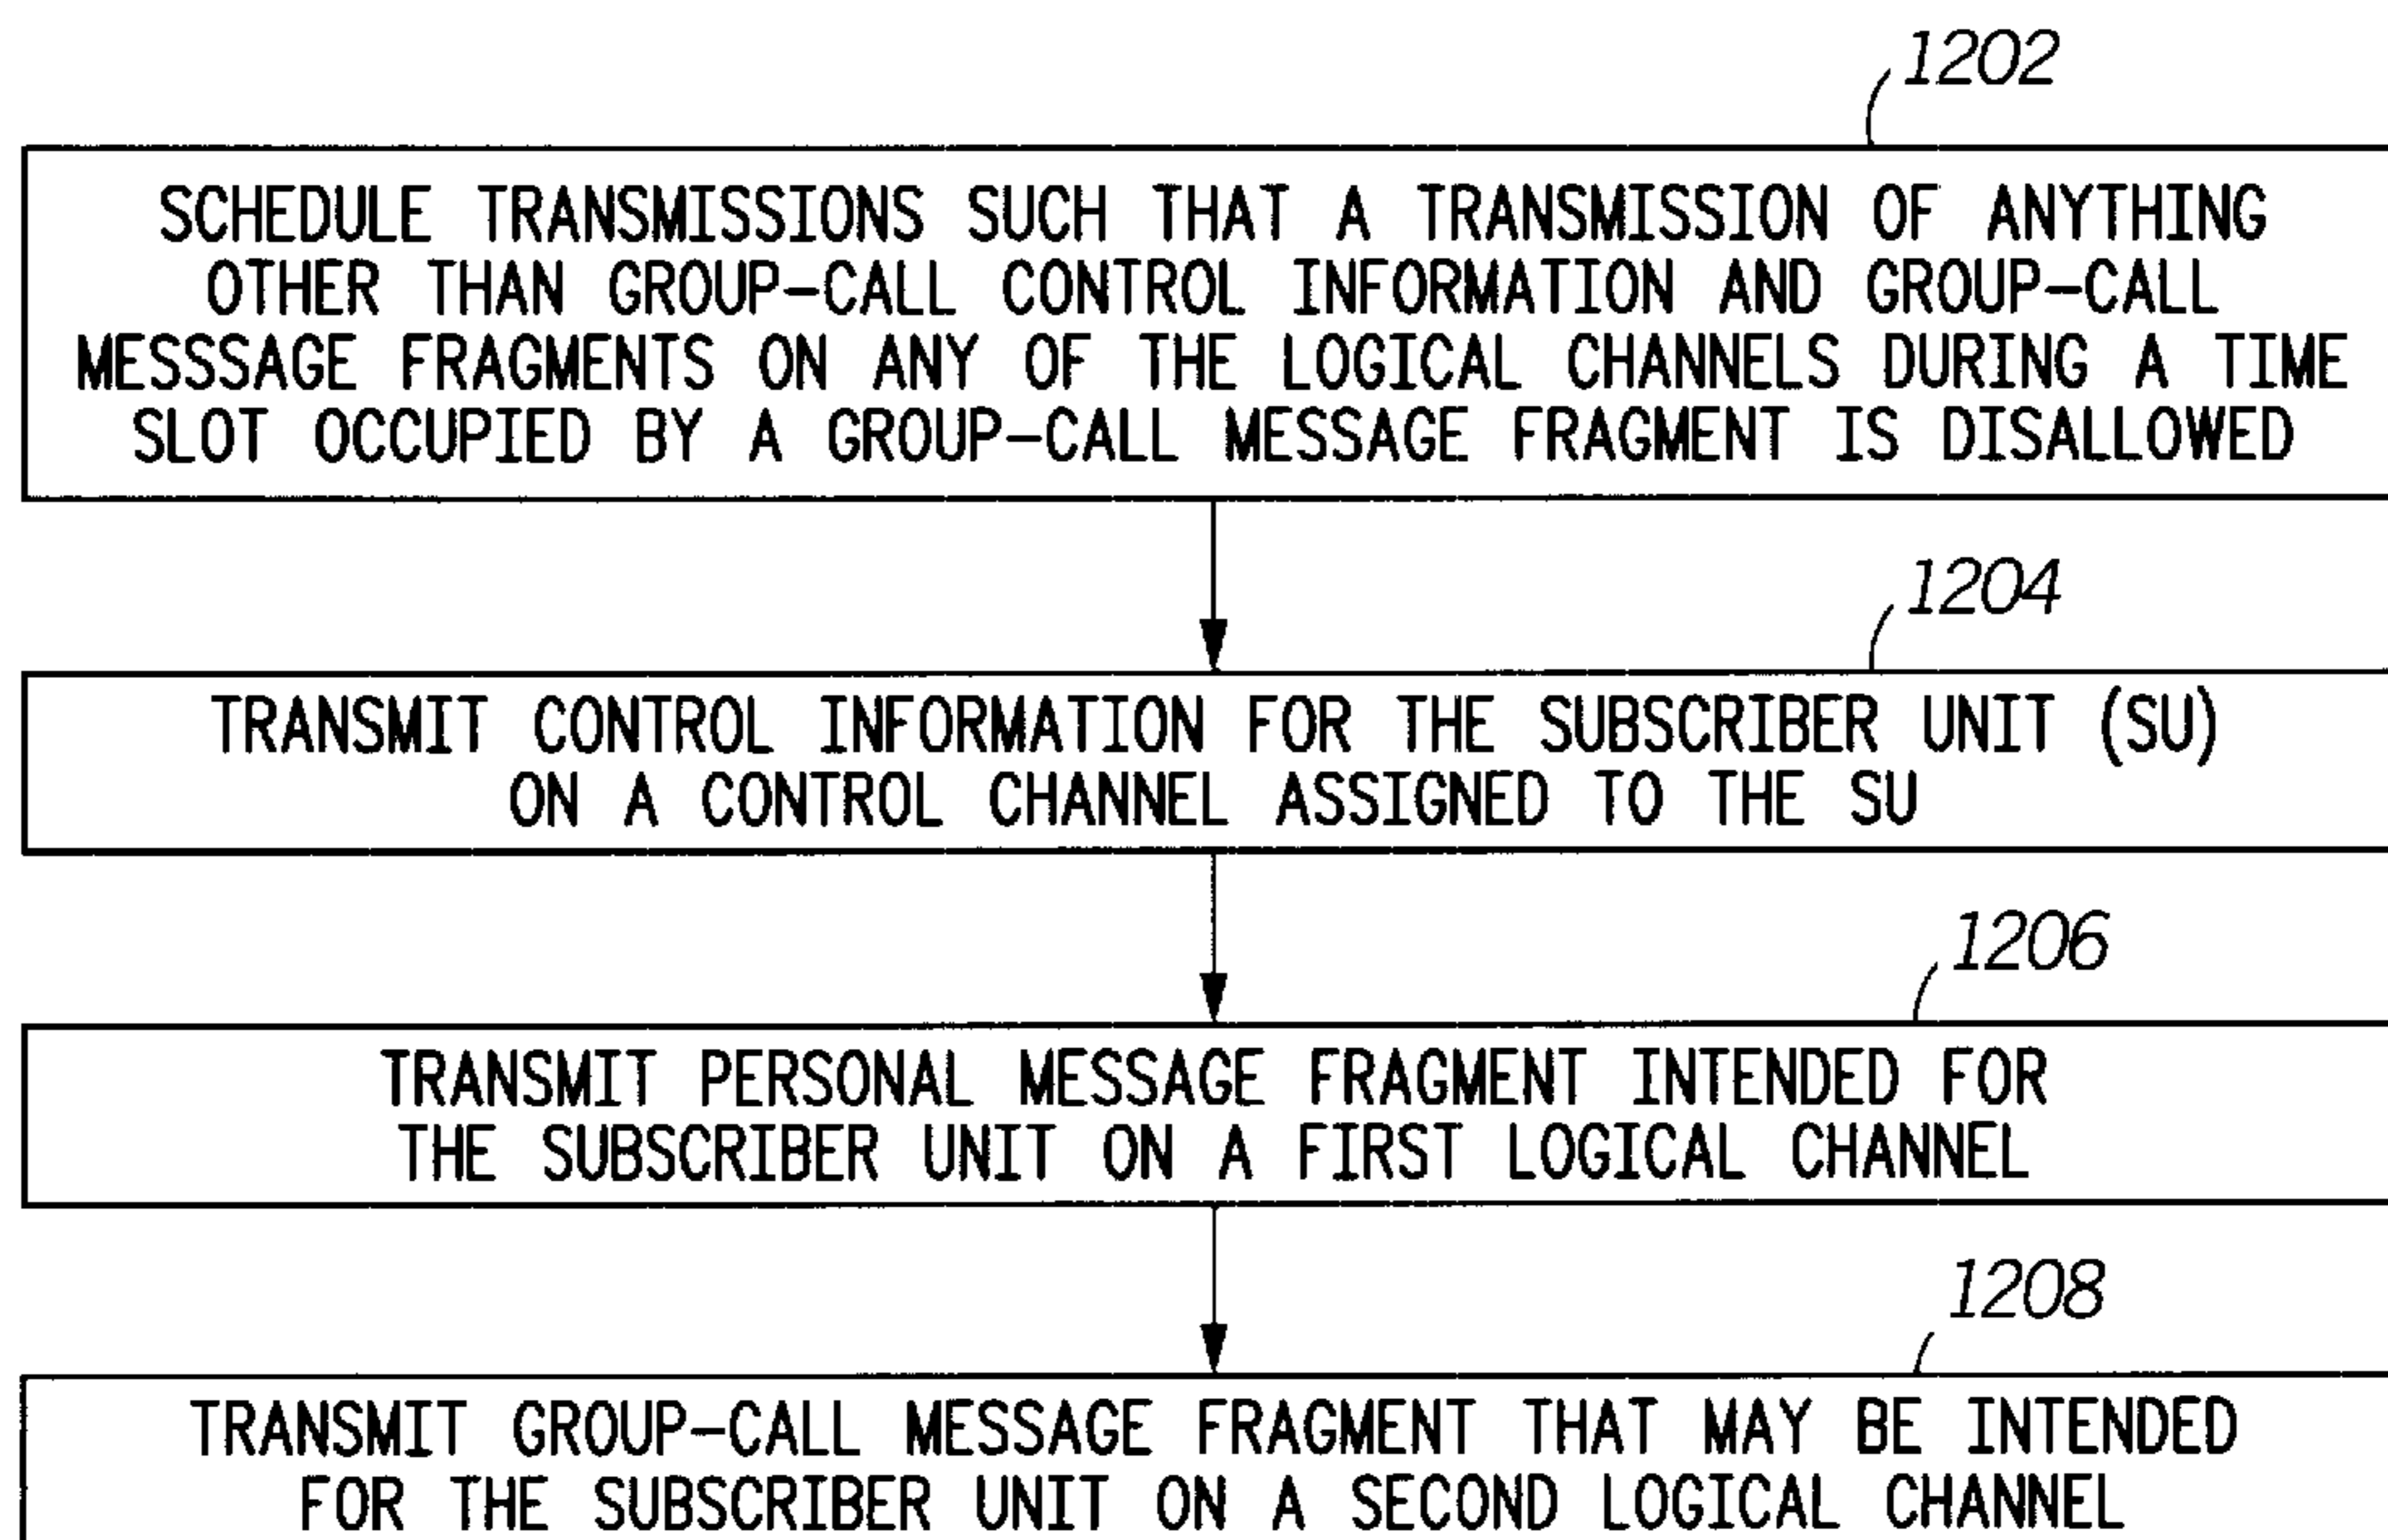 1202
SCHEDULE TRANSMISSIONS SUCH THAT A TRANSMISSION OF ANYTHING
OTHER THAN GROUP-CALL CONTROL INFORMATION AND GROUP-CALL
MESSSAGE FRAGMENTS ON ANY OF THE LOGICAL CHANNELS DURING A TIME
SLOT OCCUPIED BY A GROUP-CALL MESSAGE FRAGMENT IS DISALLOWED
1204
TRANSMIT CONTROL INFORMATION FOR THE SUBSCRIBER UNIT (SU)
ON A CONTROL CHANNEL ASSIGNED TO THE SU
1206
TRANSMIT PERSONAL MESSAGE FRAGMENT INTENDED FOR
THE SUBSCRIBER UNIT ON A FIRST LOGICAL CHANNEL
1208
TRANSMIT GROUP-CALL MESSAGE FRAGMENT THAT MAY BE INTENDED
FOR THE SUBSCRIBER UNIT ON A SECOND LOGICAL CHANNEL